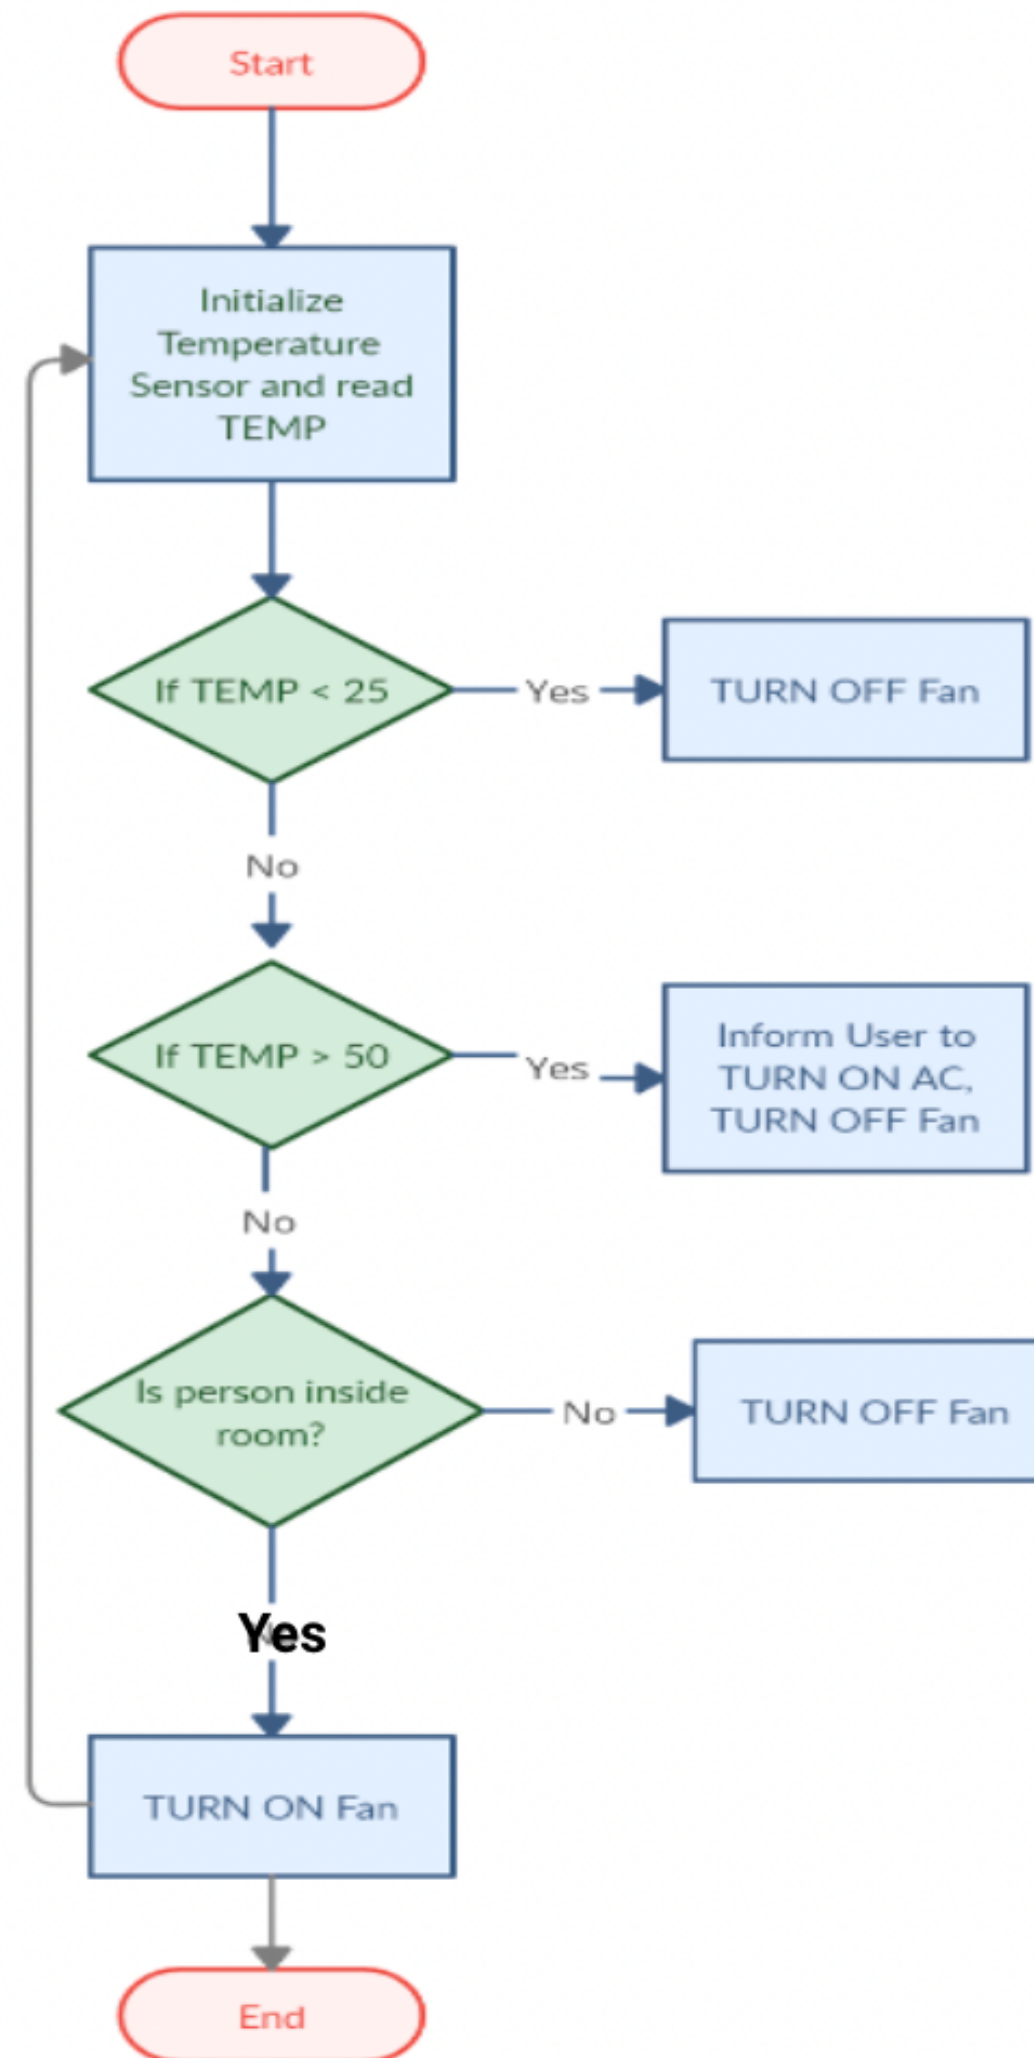 Start
Initialize
Temperature
Sensor and read
TEMP
If TEMP < 25
Yes
TURN OFF Fan
No
If TEMP > 50
Yes
Inform User to
TURN ON AC,
TURN OFF Fan
No
Is person inside
room?
No
TURN OFF Fan
Yes
TURN ON Fan
End